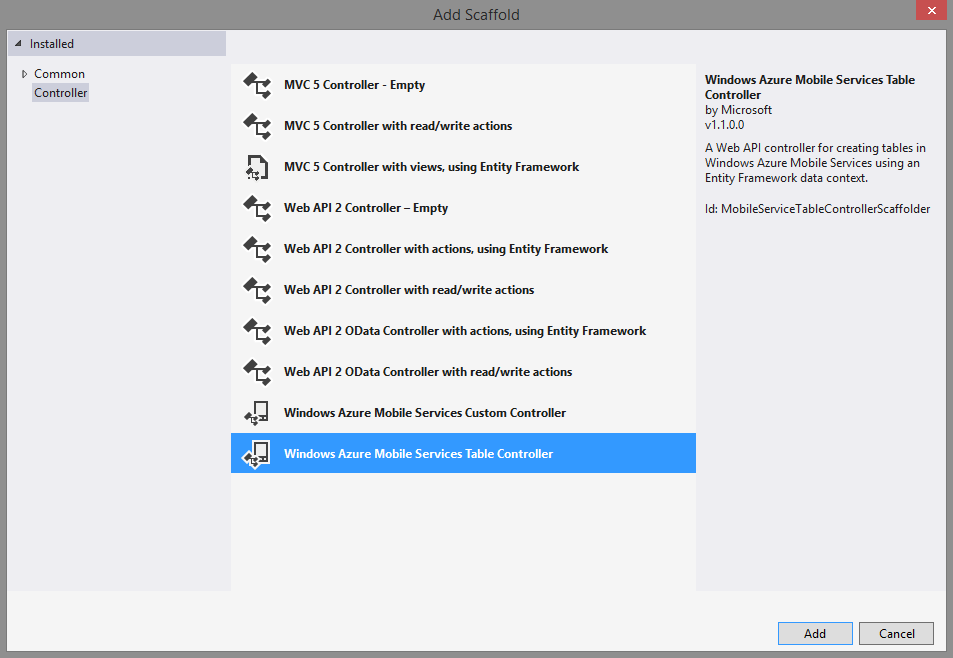 Add Scaffold
Installed
Common
Controller
MVC 5 Controller - Empty
MVC 5 Controller with read/write actions
MVC 5 Controller with views, using Entity Framework
Web API 2 Controller – Empty
Web API 2 Controller with actions, using Entity Framework
Web API 2 Controller with read/write actions
Web API 2 OData Controller with actions, using Entity Framework
Web API 2 OData Controller with read/write actions
Windows Azure Mobile Services Custom Controller
Windows Azure Mobile Services Table Controller
Windows Azure Mobile Services Table
Controller
by Microsoft
v1.1.0.0
A Web API controller for creating tables in
Windows Azure Mobile Services using an
Entity Framework data context.
Id: MobileServiceTableControllerScaffolder
Add
Cancel